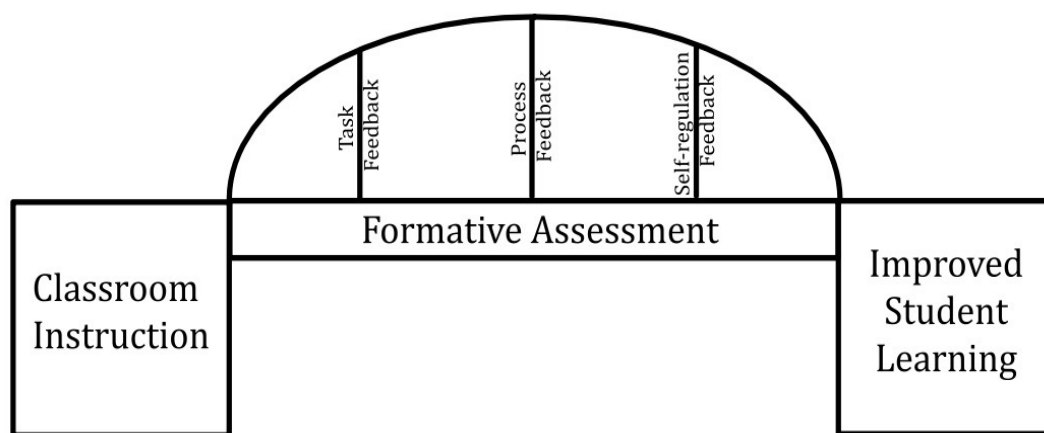 Task
Feedback
Process
Feedback
Self-regulation
Feedback
Formative Assessment
Classroom
Instruction
Improved
Student
Learning